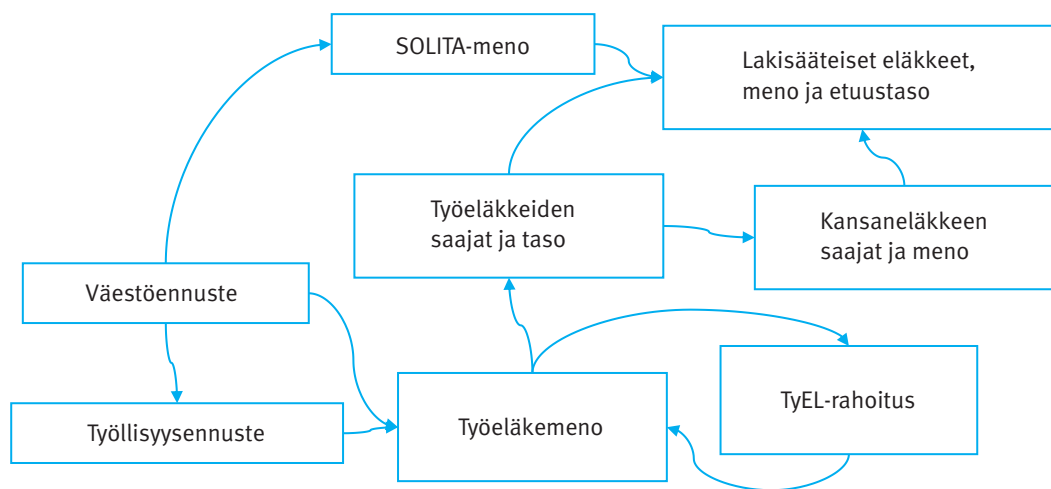 SOLITA-meno
Lakisääteiset eläkkeet,
meno ja etuustaso
Työeläkkeiden
saajat ja taso
Kansaneläkkeen
saajat ja meno
Väestöennuste
Työllisyysennuste
Työeläkemeno
TyEL-rahoitus